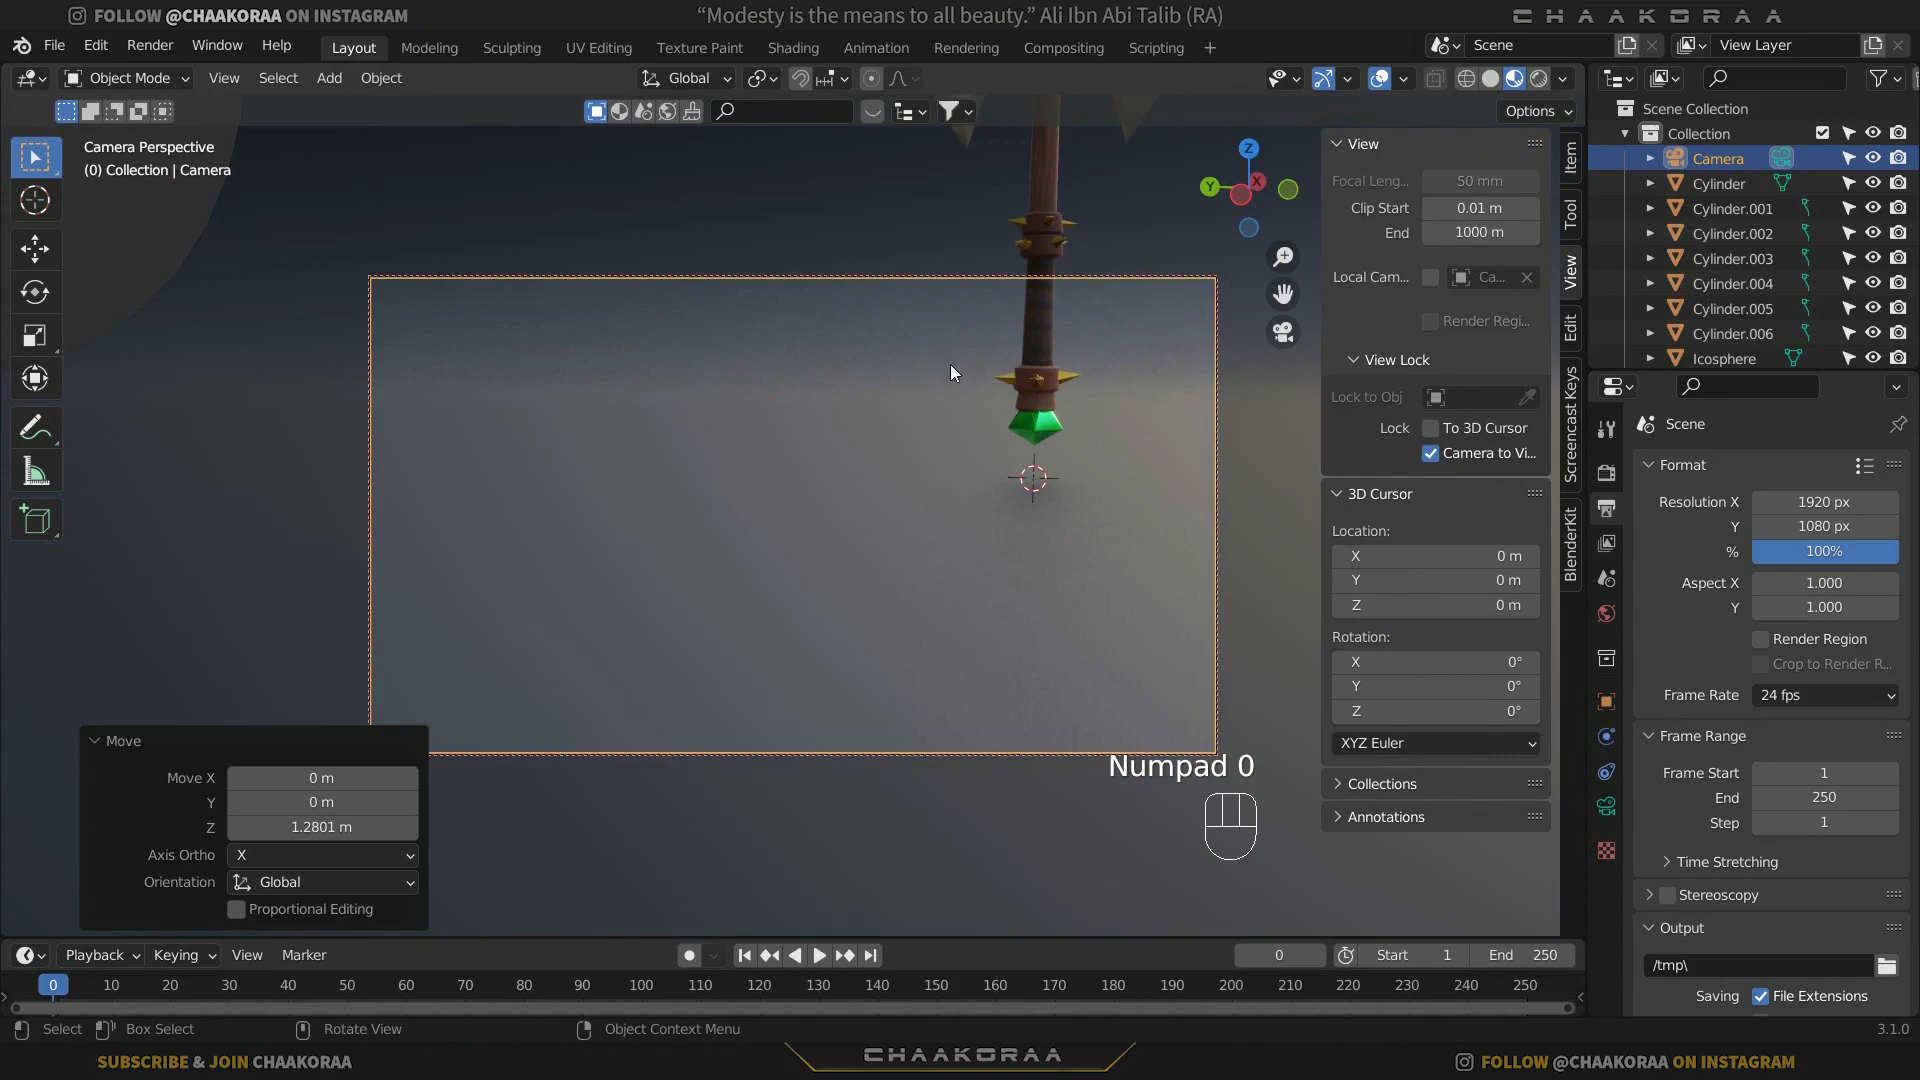 FOLLOW @CHAAKORAA ON INSTAGRAM
“Modesty is the means to all beauty.” Ali Ibn Abi Talib (RA)
CHAAKORAA
File Edit Render Window Help
Layout Modeling Sculpting UV Editing Texture Paint Shading Animation Rendering Compositing Scripting +
Scene
View Layer
Object Mode View Select Add Object
Global
Options
Camera Perspective
(0) Collection | Camera
Z
Y
X
View
Focal Leng... 50 mm
Clip Start 0.01 m
End 1000 m
Local Cam... Ca...
Render Regi...
View Lock
Lock to Obj
Lock To 3D Cursor
Camera to Vi...
3D Cursor
Location:
X 0 m
Y 0 m
Z 0 m
Rotation:
X 0°
Y 0°
Z 0°
XYZ Euler
Collections
Annotations
Item
Tool
View
Edit
Screencast Keys
BlenderKit
Scene Collection
Collection
Camera
Cylinder
Cylinder.001
Cylinder.002
Cylinder.003
Cylinder.004
Cylinder.005
Cylinder.006
Icosphere
Scene
Format
Resolution X 1920 px
Y 1080 px
% 100%
Aspect X 1.000
Y 1.000
Render Region
Crop to Render R...
Frame Rate 24 fps
Frame Range
Frame Start 1
End 250
Step 1
Time Stretching
Stereoscopy
Output
/tmp\
Saving File Extensions
Numpad 0
Move
Move X 0 m
Y 0 m
Z 1.2801 m
Axis Ortho X
Orientation Global
Proportional Editing
Playback Keying View Marker
0 Start 1 End 250
0 10 20 30 40 50 60 70 80 90 100 110 120 130 140 150 160 170 180 190 200 210 220 230 240 250
Select Box Select Rotate View Object Context Menu 3.1.0
SUBSCRIBE & JOIN CHAAKORAA
CHAAKORAA
FOLLOW @CHAAKORAA ON INSTAGRAM